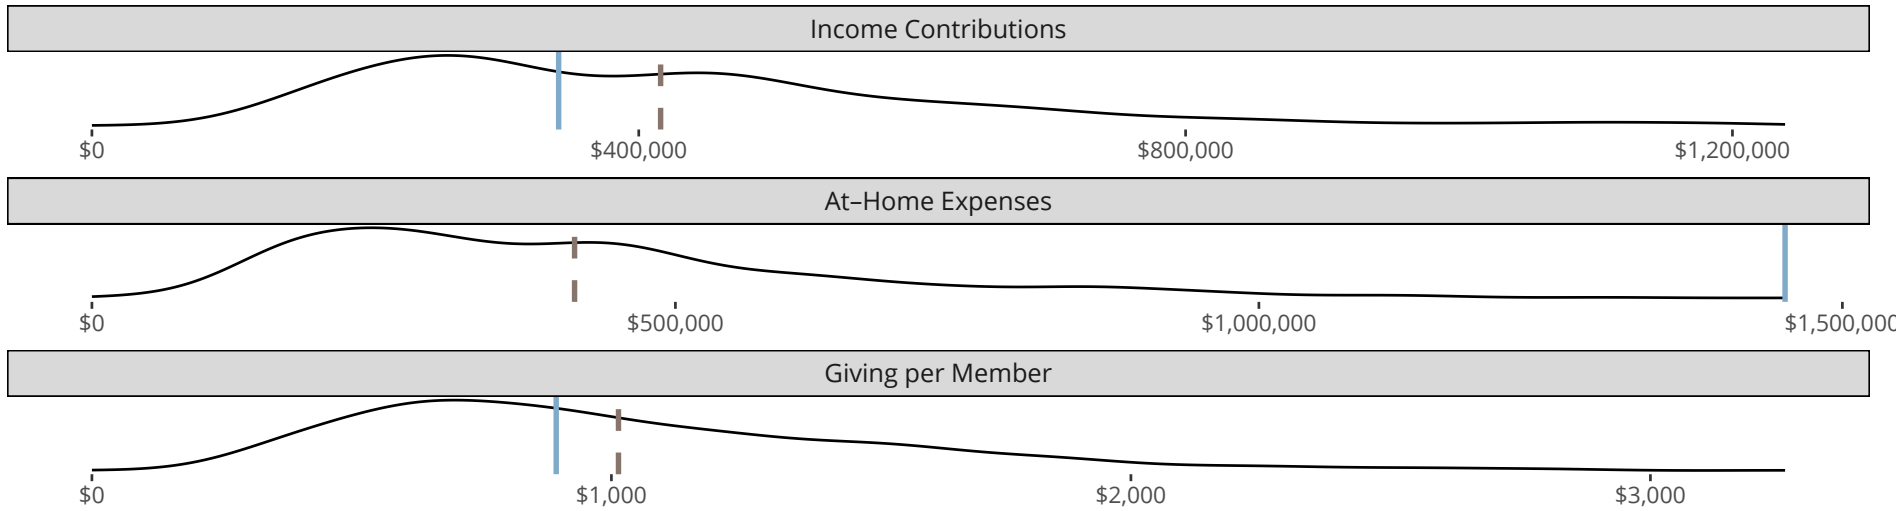 Income Contributions
$0 $400,000 $800,000 $1,200,000
At–Home Expenses
$0 $500,000 $1,000,000 $1,500,000
Giving per Member
$0 $1,000 $2,000 $3,000